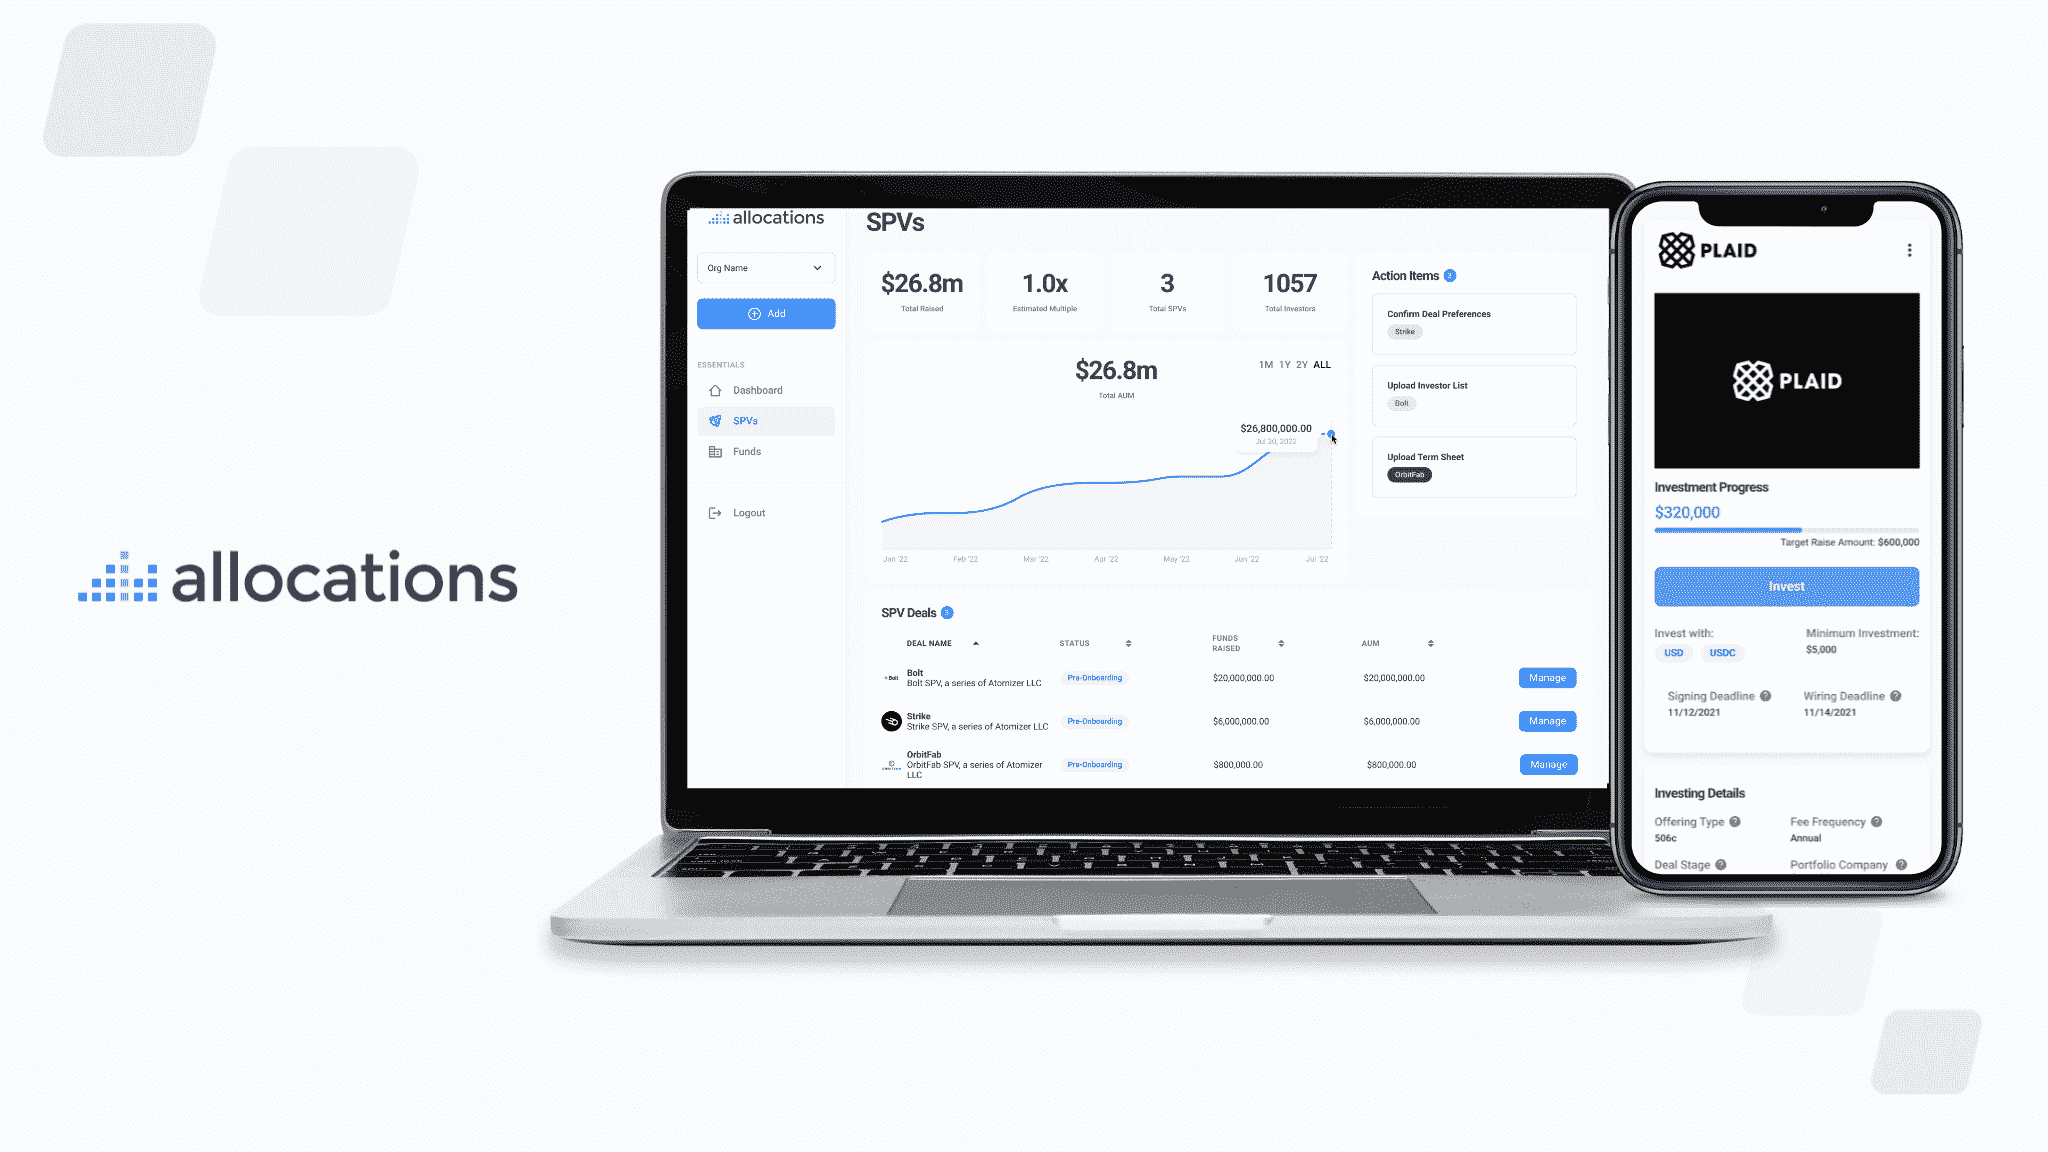 allocations
allocations
Org Name
Add
ESSENTIALS
Dashboard
SPVs
Funds
Logout
SPVs
$26.8m
Total Raised
1.0x
Estimated Multiple
3
Total SPVs
1057
Total Investors
$26.8m
Total AUM
1M 1Y 2Y ALL
$26,800,000.00
Jul 30, 2022
Jan '22 Feb '22 Mar '22 Apr '22 May '22 Jun '22 Jul '22
Action Items 3
Confirm Deal Preferences
Strike
Upload Investor List
Bolt
Upload Term Sheet
OrbitFab
SPV Deals 3
DEAL NAME STATUS FUNDS RAISED AUM
Bolt
Bolt
Bolt SPV, a series of Atomizer LLC
Pre-Onboarding $20,000,000.00 $20,000,000.00 Manage
Strike
Strike SPV, a series of Atomizer LLC
Pre-Onboarding $6,000,000.00 $6,000,000.00 Manage
OrbitFab
OrbitFab SPV, a series of Atomizer
LLC
Pre-Onboarding $800,000.00 $800,000.00 Manage
PLAID
PLAID
Investment Progress
$320,000
Target Raise Amount: $600,000
Invest
Invest with: Minimum Investment:
USD USDC $5,000
Signing Deadline ? Wiring Deadline ?
11/12/2021 11/14/2021
Investing Details
Offering Type ? Fee Frequency ?
506c Annual
Deal Stage ? Portfolio Company ?